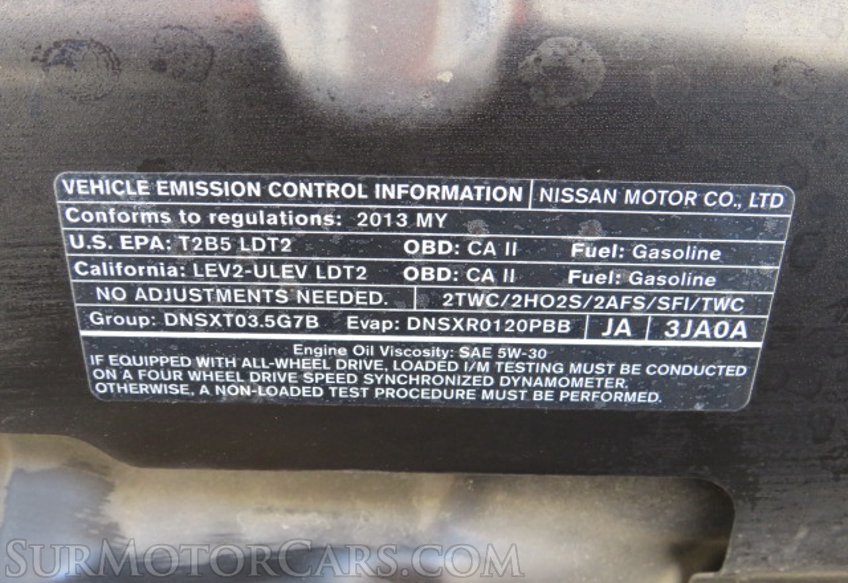 VEHICLE EMISSION CONTROL INFORMATION NISSAN MOTOR CO., LTD
Conforms to regulations: 2013 MY
U.S. EPA: T2B5 LDT2 OBD: CA II Fuel: Gasoline
California: LEV2-ULEV LDT2 OBD: CA II Fuel: Gasoline
NO ADJUSTMENTS NEEDED. 2TWC/2HO2S/2AFS/SFI/TWC
Group: DNSXT03.5G7B Evap: DNSXR0120PBB JA 3JA0A
Engine Oil Viscosity: SAE 5W-30
IF EQUIPPED WITH ALL-WHEEL DRIVE, LOADED I/M TESTING MUST BE CONDUCTED
ON A FOUR WHEEL DRIVE SPEED SYNCHRONIZED DYNAMOMETER.
OTHERWISE, A NON-LOADED TEST PROCEDURE MUST BE PERFORMED.
SURMOTORCARS.COM